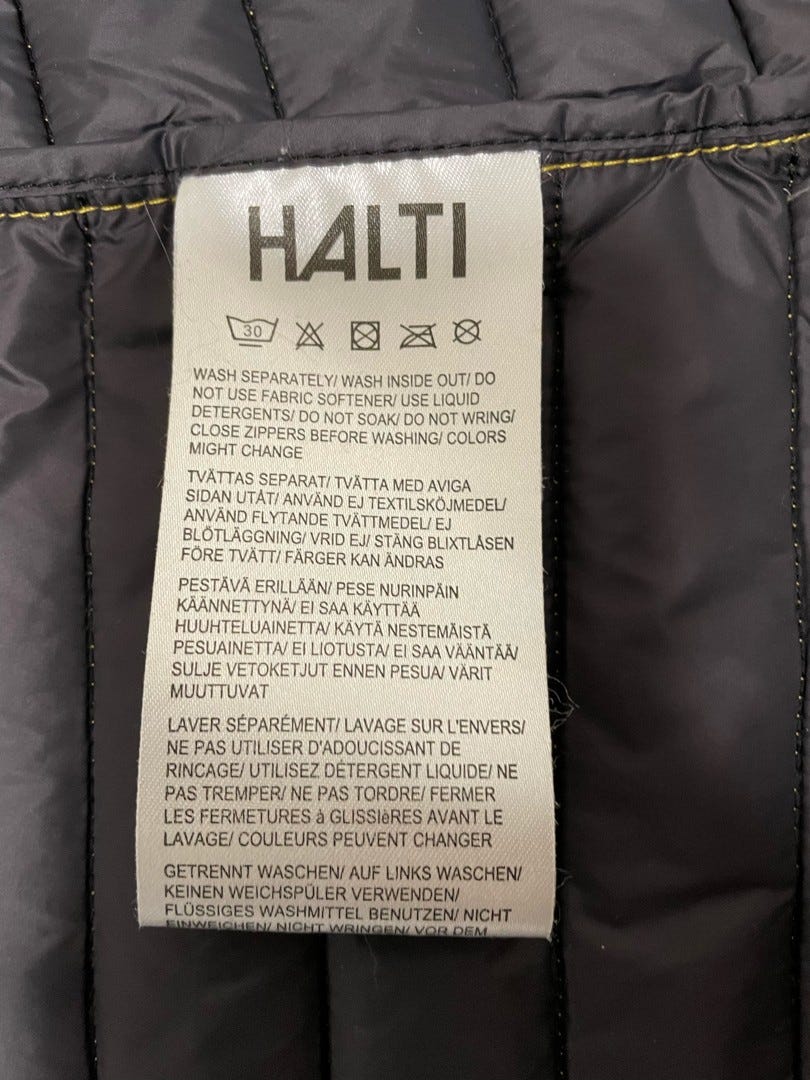 HALTI
30
WASH SEPARATELY/ WASH INSIDE OUT/ DO
NOT USE FABRIC SOFTENER/ USE LIQUID
DETERGENTS/ DO NOT SOAK/ DO NOT WRING/
CLOSE ZIPPERS BEFORE WASHING/ COLORS
MIGHT CHANGE
TVÄTTAS SEPARAT/ TVÄTTA MED AVIGA
SIDAN UTÅT/ ANVÄND EJ TEXTILSKÖJMEDEL/
ANVÄND FLYTANDE TVÄTTMEDEL/ EJ
BLÖTLÄGGNING/ VRID EJ/ STÄNG BLIXTLÅSEN
FÖRE TVÄTT/ FÄRGER KAN ÄNDRAS
PESTÄVÄ ERILLÄÄN/ PESE NURINPÄIN
KÄÄNNETTYNÄ/ EI SAA KÄYTTÄÄ
HUUHTELUAINETTA/ KÄYTÄ NESTEMÄISTÄ
PESUAINETTA/ EI LIOTUSTA/ EI SAA VÄÄNTÄÄ/
SULJE VETOKETJUT ENNEN PESUA/ VÄRIT
MUUTTUVAT
LAVER SÉPARÉMENT/ LAVAGE SUR L'ENVERS/
NE PAS UTILISER D'ADOUCISSANT DE
RINCAGE/ UTILISEZ DÉTERGENT LIQUIDE/ NE
PAS TREMPER/ NE PAS TORDRE/ FERMER
LES FERMETURES à GLISSIèRES AVANT LE
LAVAGE/ COULEURS PEUVENT CHANGER
GETRENNT WASCHEN/ AUF LINKS WASCHEN/
KEINEN WEICHSPÜLER VERWENDEN/
FLÜSSIGES WASHMITTEL BENUTZEN/ NICHT
EINWEICHEN/ NICHT WRINGEN/ VOR DEM